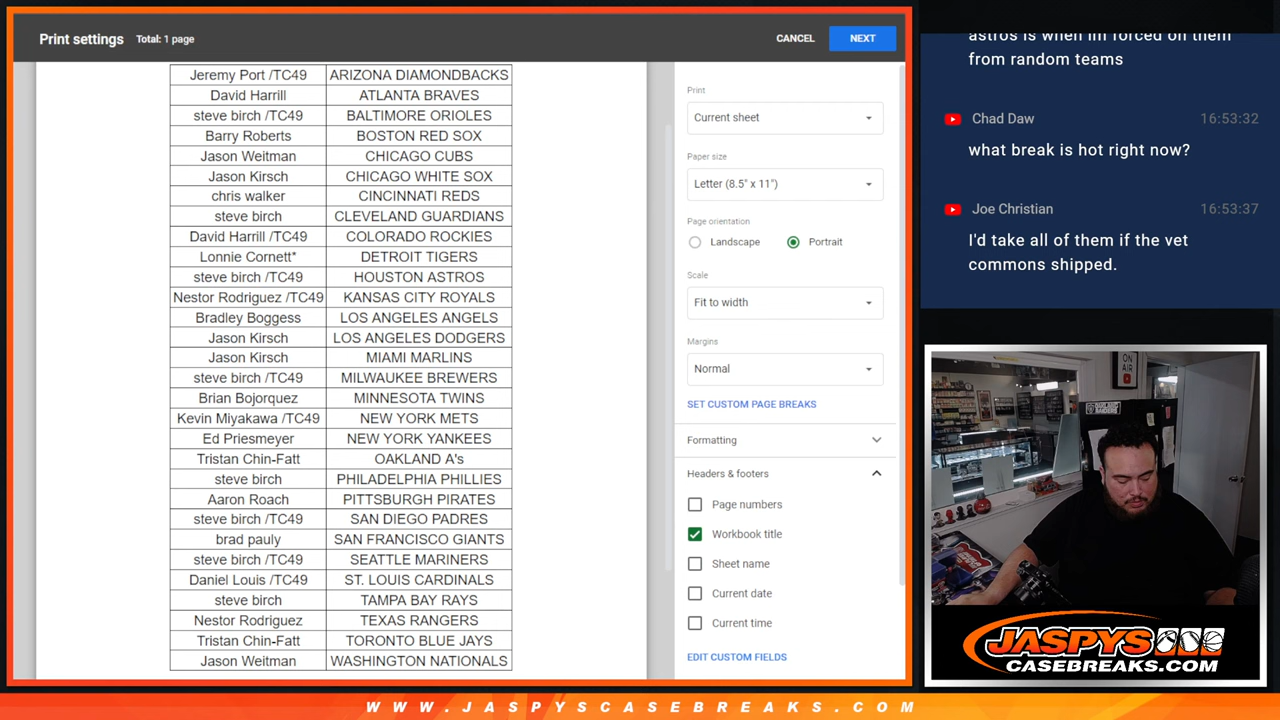 Print settings Total: 1 page CANCEL NEXT
Jeremy Port /TC49 ARIZONA DIAMONDBACKS
David Harrill ATLANTA BRAVES
steve birch /TC49 BALTIMORE ORIOLES
Barry Roberts BOSTON RED SOX
Jason Weitman CHICAGO CUBS
Jason Kirsch CHICAGO WHITE SOX
chris walker CINCINNATI REDS
steve birch CLEVELAND GUARDIANS
David Harrill /TC49 COLORADO ROCKIES
Lonnie Cornett* DETROIT TIGERS
steve birch /TC49 HOUSTON ASTROS
Nestor Rodriguez /TC49 KANSAS CITY ROYALS
Bradley Boggess LOS ANGELES ANGELS
Jason Kirsch LOS ANGELES DODGERS
Jason Kirsch MIAMI MARLINS
steve birch /TC49 MILWAUKEE BREWERS
Brian Bojorquez MINNESOTA TWINS
Kevin Miyakawa /TC49 NEW YORK METS
Ed Priesmeyer NEW YORK YANKEES
Tristan Chin-Fatt OAKLAND A's
steve birch PHILADELPHIA PHILLIES
Aaron Roach PITTSBURGH PIRATES
steve birch /TC49 SAN DIEGO PADRES
brad pauly SAN FRANCISCO GIANTS
steve birch /TC49 SEATTLE MARINERS
Daniel Louis /TC49 ST. LOUIS CARDINALS
steve birch TAMPA BAY RAYS
Nestor Rodriguez TEXAS RANGERS
Tristan Chin-Fatt TORONTO BLUE JAYS
Jason Weitman WASHINGTON NATIONALS
Print
Current sheet
Paper size
Letter (8.5" x 11")
Page orientation
Landscape Portrait
Scale
Fit to width
Margins
Normal
SET CUSTOM PAGE BREAKS
Formatting
Headers & footers
Page numbers
Workbook title
Sheet name
Current date
Current time
EDIT CUSTOM FIELDS
astros is when im forced on them
from random teams
Chad Daw 16:53:32
what break is hot right now?
Joe Christian 16:53:37
I'd take all of them if the vet
commons shipped.
ON
AIR
JASPYS
CASEBREAKS.COM
WWW.JASPYSCASEBREAKS.COM